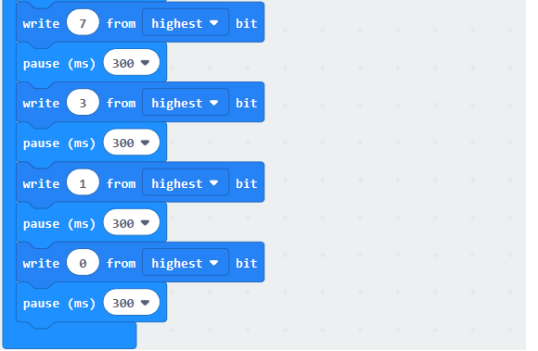 write 7 from highest bit
pause (ms) 300
write 3 from highest bit
pause (ms) 300
write 1 from highest bit
pause (ms) 300
write 0 from highest bit
pause (ms) 300